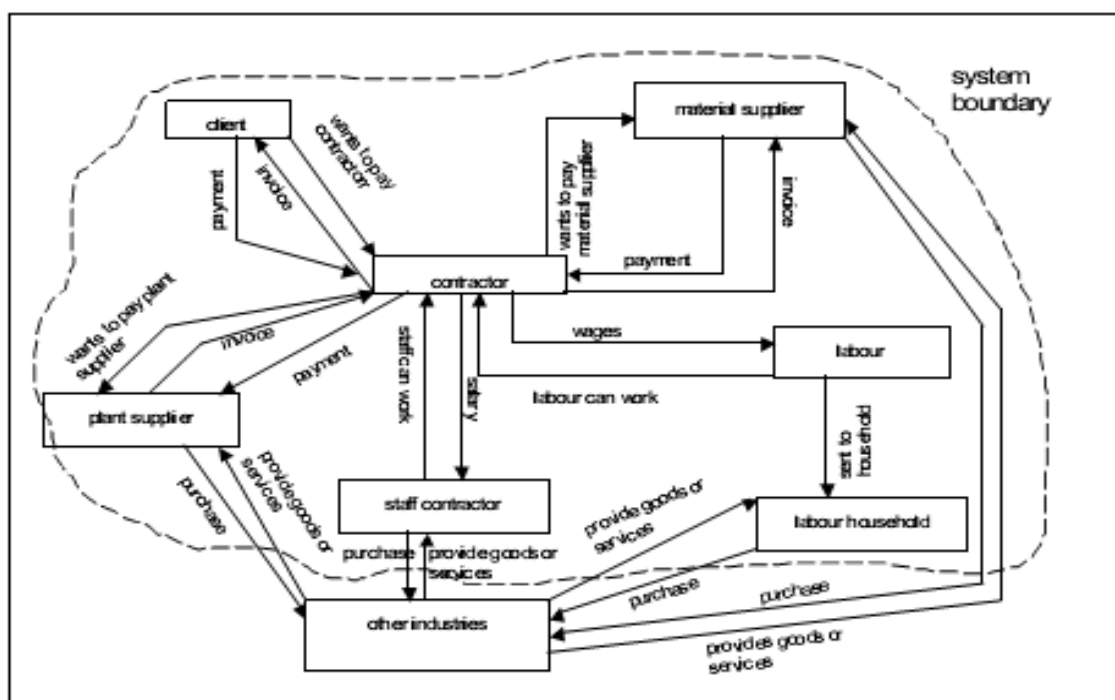 system
boundary
client
material supplier
wants to pay
contractorr
payment
invoice
wants to pay
material supplier
invoice
payment
contractor
wants to pay plant
supplier
invoice
payment
staff can work
salary
wages
labour
labour can work
plant supplier
sent to
household
purchase
provide goods or
services
staff contractor
provide goods or
services
labour household
purchase
provide goods or
services
purchase
purchase
other industries
provides goods or
services